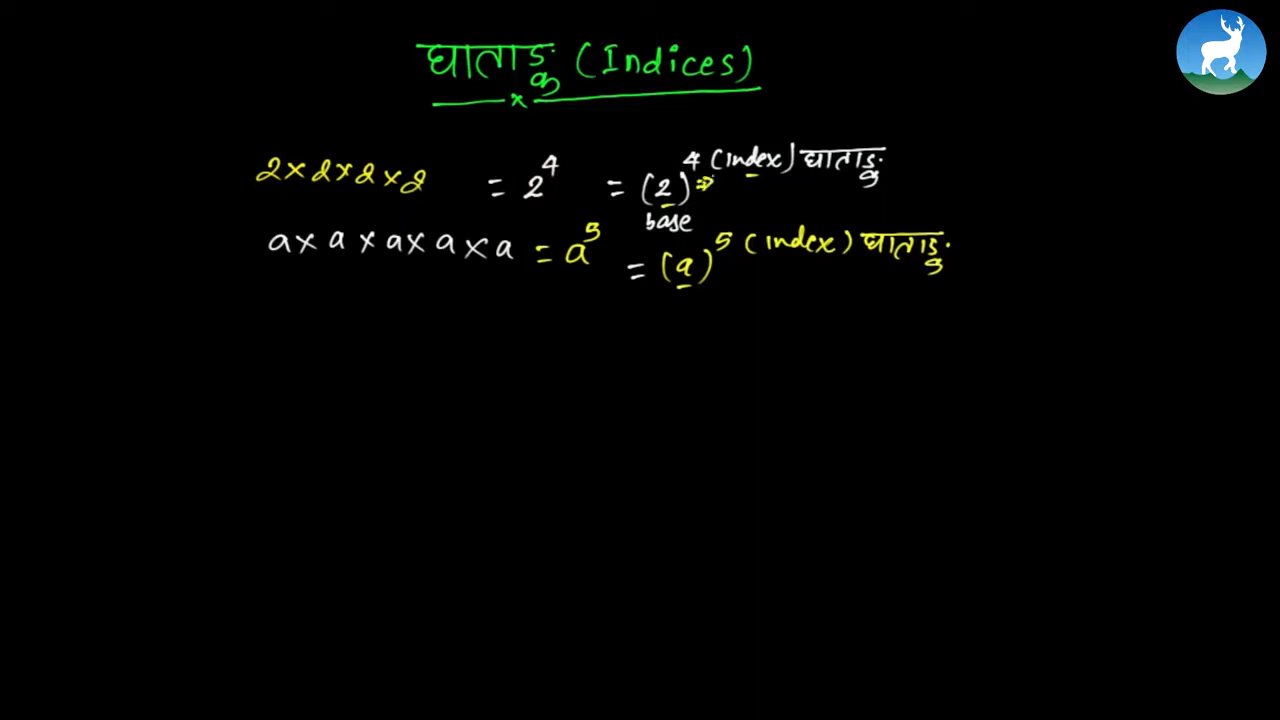 घाताङ्क (Indices)
2 × 2 × 2 × 2 = 2⁴ = (2)⁴ ⇒ (index) घाताङ्क
base
a × a × a × a × a = a⁵ = (a)⁵ (index) घाताङ्क